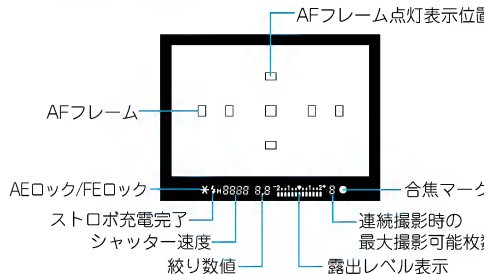 AFフレーム点灯表示位置
AFフレーム
AEロック/FEロック
合焦マーク
ストロボ充電完了
連続撮影時の
シャッター速度
最大撮影可能枚数
絞り数値
露出レベル表示